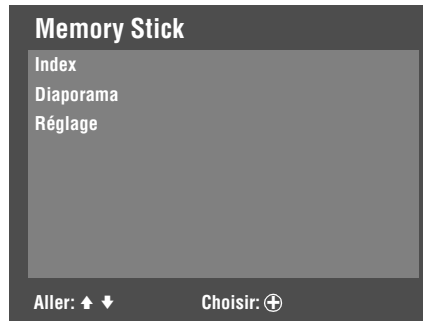 Memory Stick
Index
Diaporama
Réglage
Aller: ↑ ↓ Choisir: ⊕